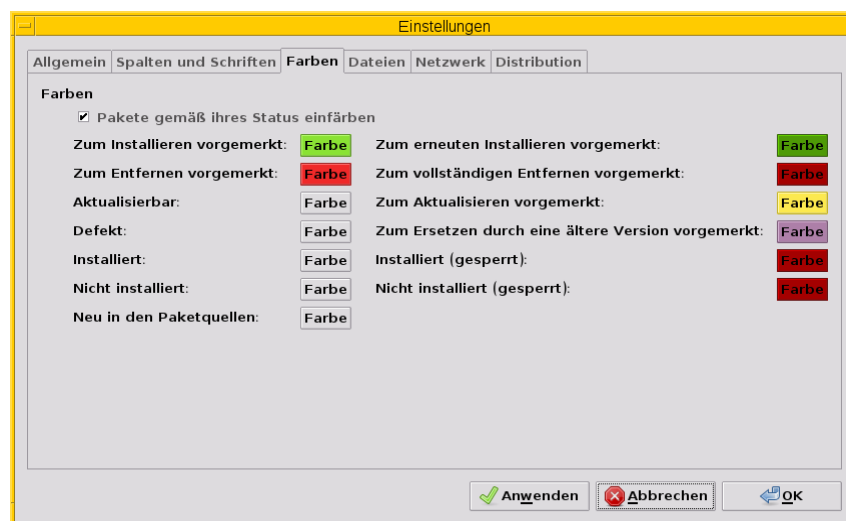 Einstellungen
Allgemein Spalten und Schriften Farben Dateien Netzwerk Distribution
Farben
Pakete gemäß ihres Status einfärben
Zum Installieren vorgemerkt: Farbe Zum erneuten Installieren vorgemerkt: Farbe
Zum Entfernen vorgemerkt: Farbe Zum vollständigen Entfernen vorgemerkt: Farbe
Aktualisierbar: Farbe Zum Aktualisieren vorgemerkt: Farbe
Defekt: Farbe Zum Ersetzen durch eine ältere Version vorgemerkt: Farbe
Installiert: Farbe Installiert (gesperrt): Farbe
Nicht installiert: Farbe Nicht installiert (gesperrt): Farbe
Neu in den Paketquellen: Farbe
Anwenden Abbrechen OK